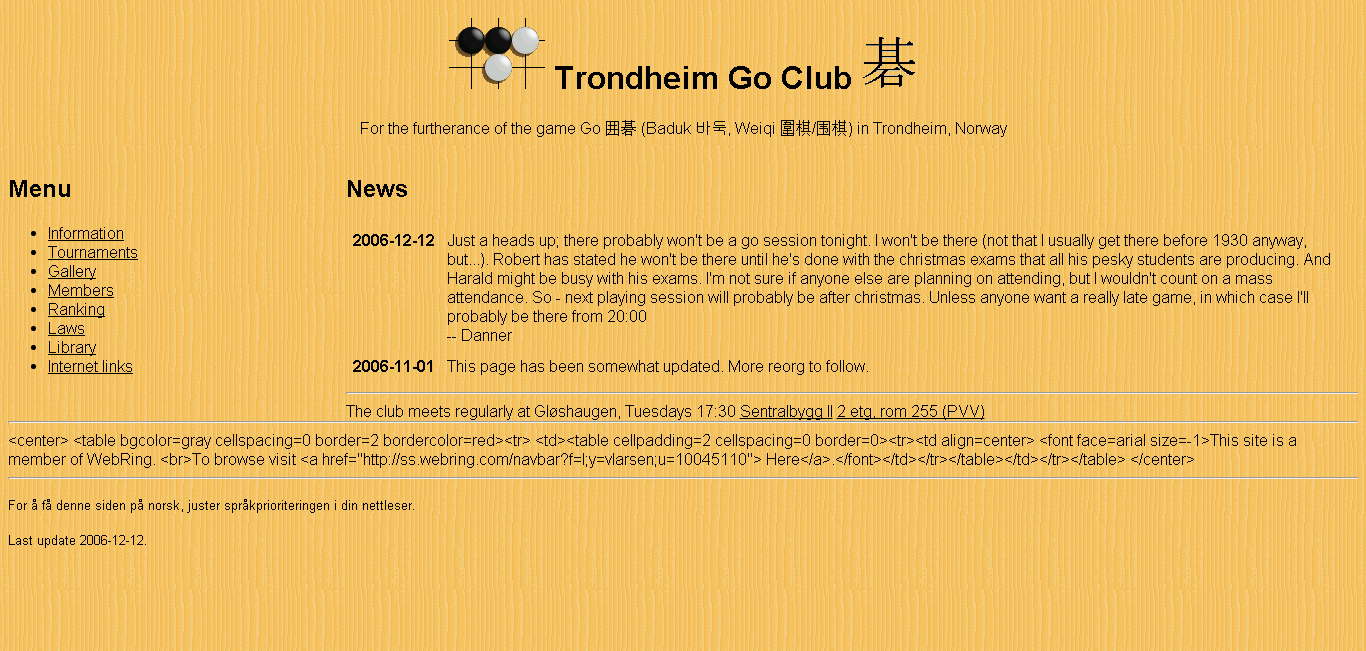 Trondheim Go Club 碁
For the furtherance of the game Go 囲碁 (Baduk 바둑, Weiqi 圍棋/围棋) in Trondheim, Norway
Menu
Information
Tournaments
Gallery
Members
Ranking
Laws
Library
Internet links
News
2006-12-12 Just a heads up; there probably won't be a go session tonight. I won't be there (not that I usually get there before 1930 anyway,
but...). Robert has stated he won't be there until he's done with the christmas exams that all his pesky students are producing. And
Harald might be busy with his exams. I'm not sure if anyone else are planning on attending, but I wouldn't count on a mass
attendance. So - next playing session will probably be after christmas. Unless anyone want a really late game, in which case I'll
probably be there from 20:00
-- Danner
2006-11-01 This page has been somewhat updated. More reorg to follow.
The club meets regularly at Gløshaugen, Tuesdays 17:30 Sentralbygg II 2 etg, rom 255 (PVV)
<center> <table bgcolor=gray cellspacing=0 border=2 bordercolor=red><tr> <td><table cellpadding=2 cellspacing=0 border=0><tr><td align=center> <font face=arial size=-1>This site is a
member of WebRing. <br>To browse visit <a href="http://ss.webring.com/navbar?f=l;y=vlarsen;u=10045110"> Here</a>.</font></td></tr></table></td></tr></table> </center>
For å få denne siden på norsk, juster språkprioriteringen i din nettleser.
Last update 2006-12-12.